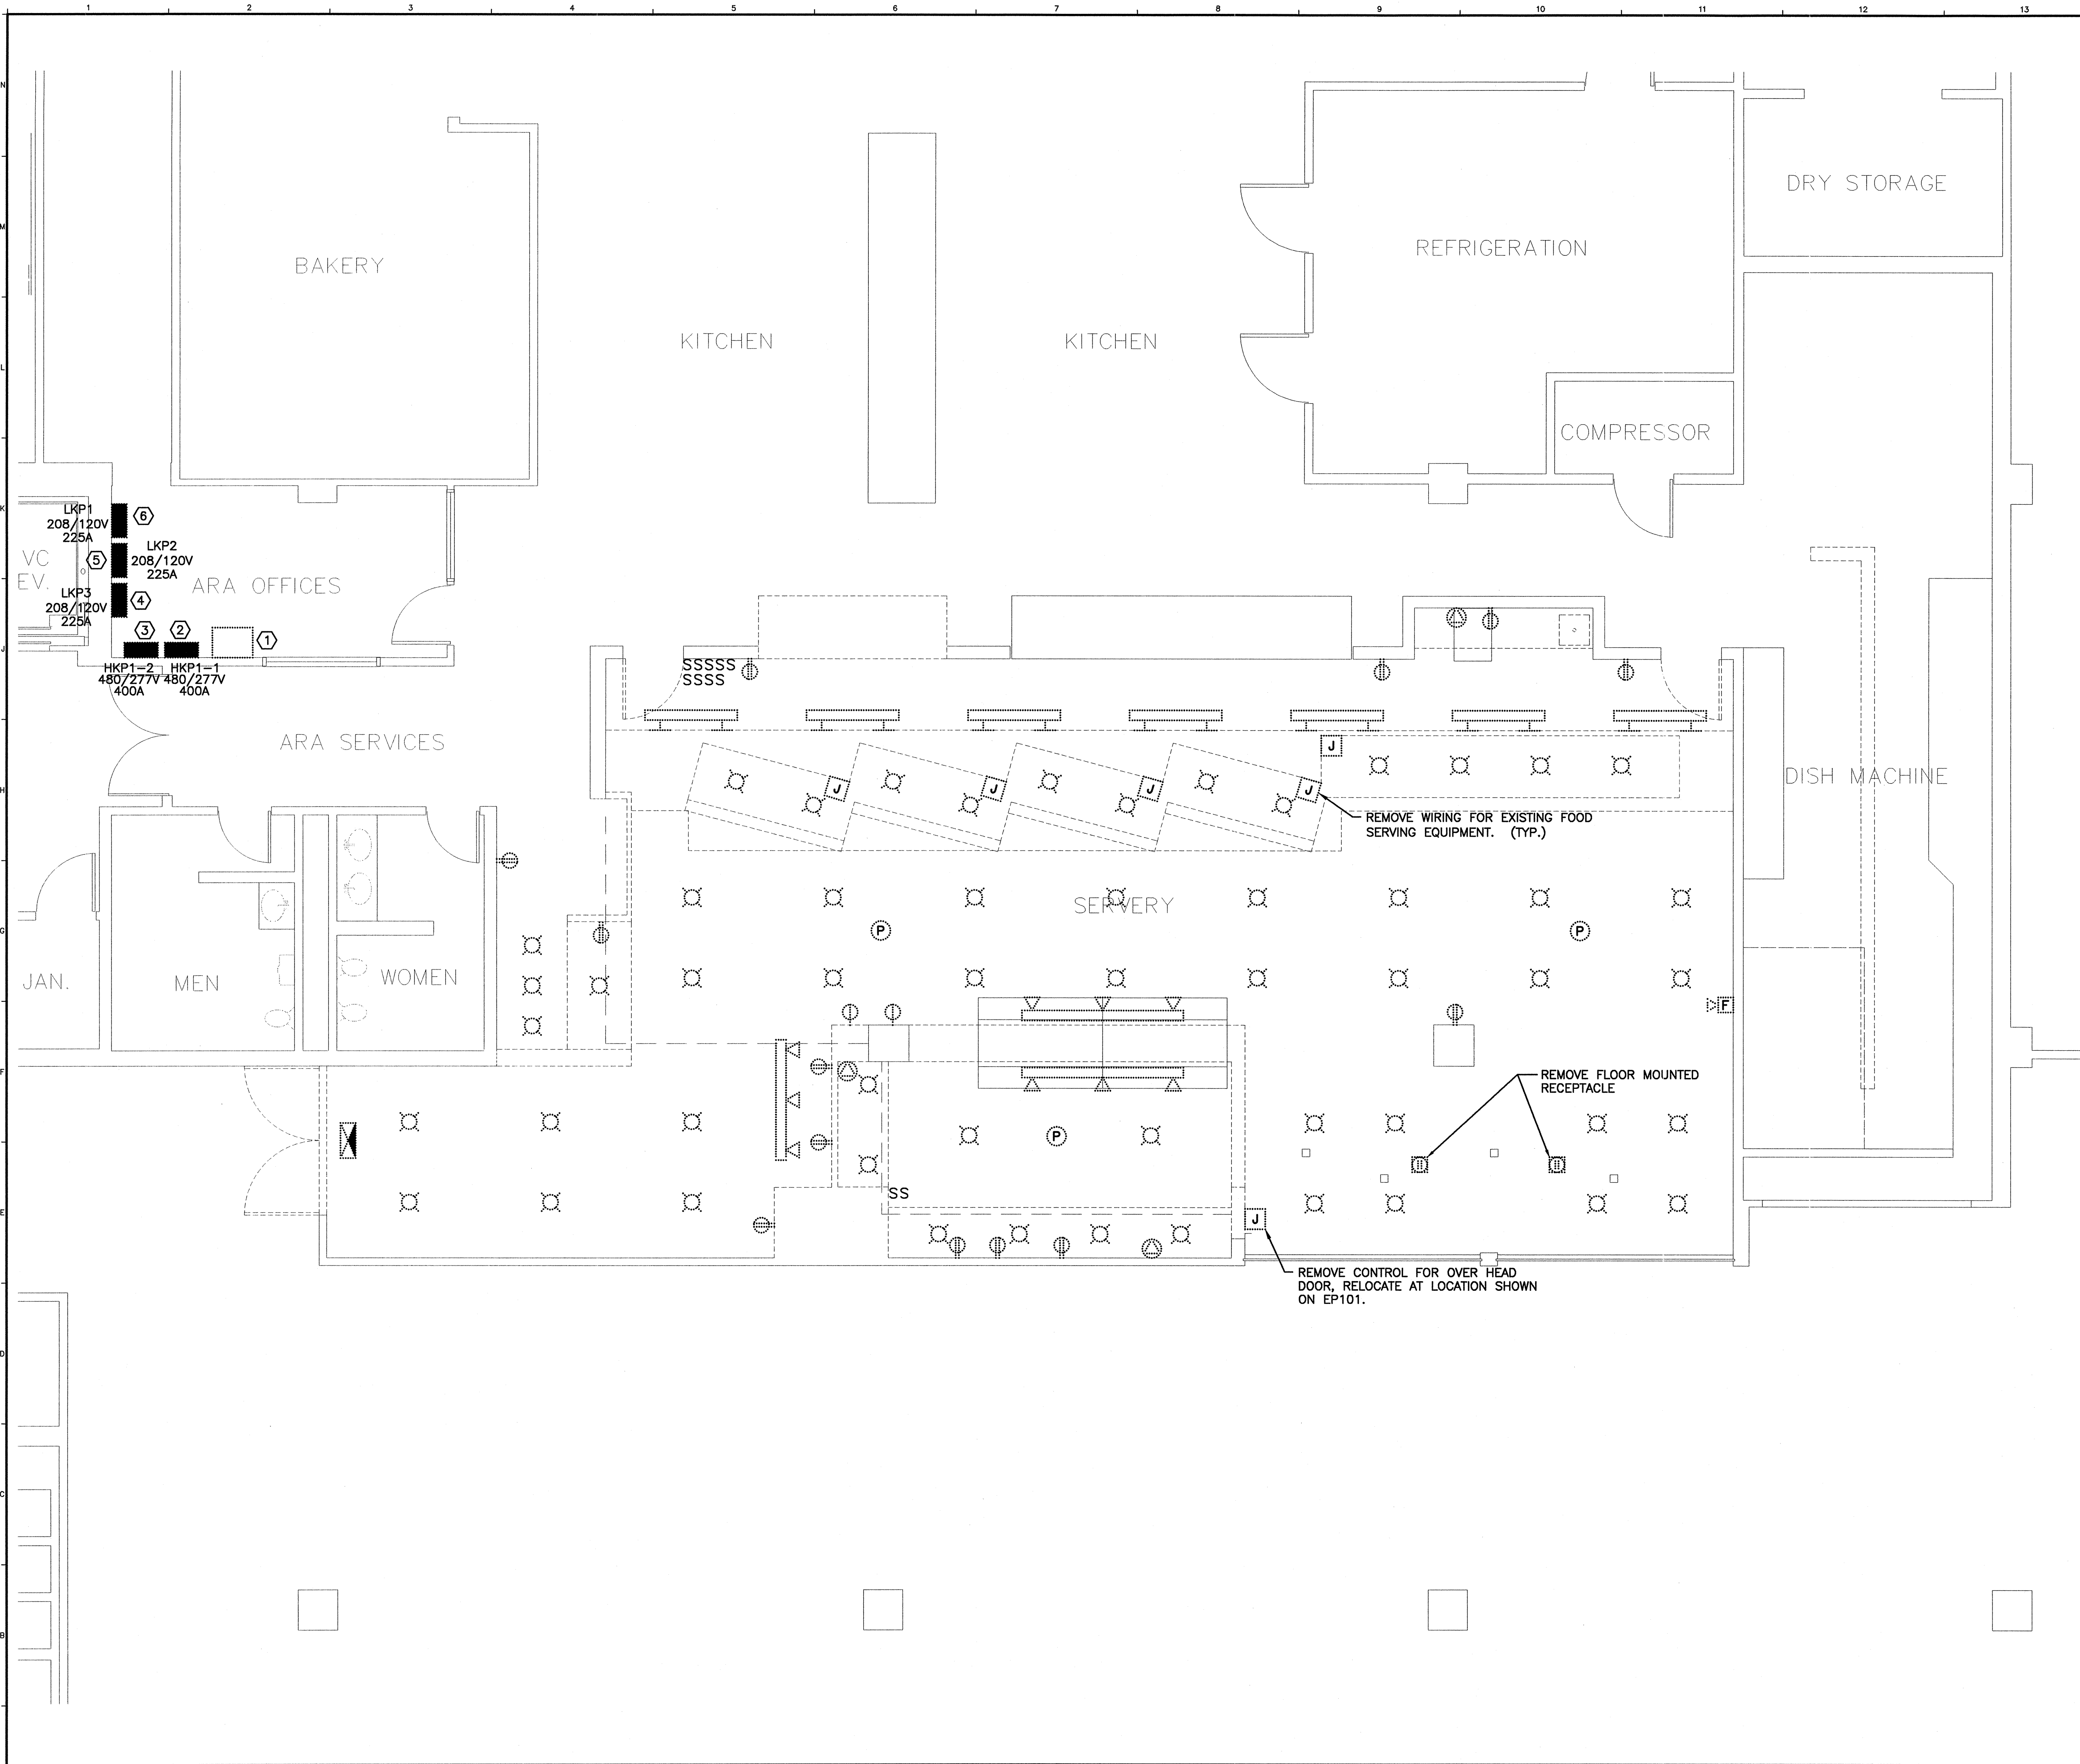 1 2 3 4 5 6 7 8 9 10 11 12 13
N
M
L
K
J
H
G
F
E
D
C
B
BAKERY
KITCHEN
KITCHEN
REFRIGERATION
DRY STORAGE
COMPRESSOR
LKP1
208/120V
225A
6
LKP2
208/120V
225A
5
LKP3
208/120V
225A
4
VC
EV.
ARA OFFICES
3
2
1
HKP1-2
480/277V
400A
HKP1-1
480/277V
400A
SSSSS
SSSS
ARA SERVICES
J
J
J
J
J
DISH MACHINE
REMOVE WIRING FOR EXISTING FOOD
SERVING EQUIPMENT. (TYP.)
SERVERY
P
P
JAN.
MEN
WOMEN
F
REMOVE FLOOR MOUNTED
RECEPTACLE
P
SS
J
REMOVE CONTROL FOR OVER HEAD
DOOR, RELOCATE AT LOCATION SHOWN
ON EP101.